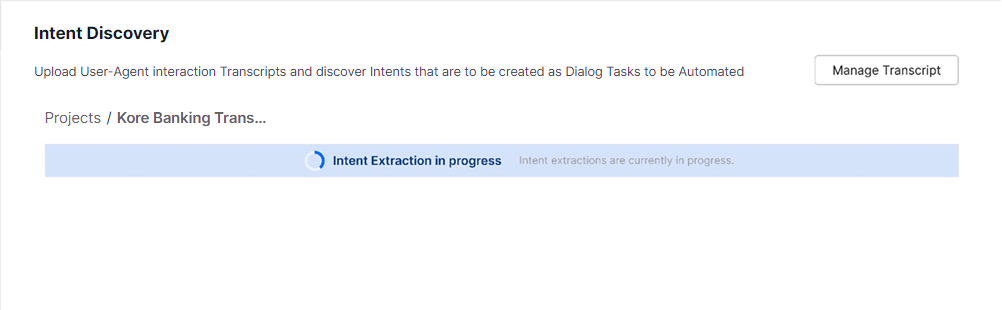 Intent Discovery
Upload User-Agent interaction Transcripts and discover Intents that are to be created as Dialog Tasks to be Automated
Manage Transcript
Projects / Kore Banking Trans...
Intent Extraction in progress Intent extractions are currently in progress.